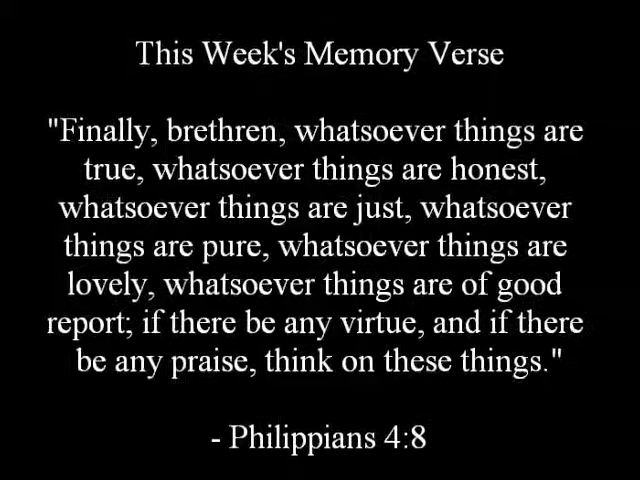 This Week's Memory Verse
"Finally, brethren, whatsoever things are
true, whatsoever things are honest,
whatsoever things are just, whatsoever
things are pure, whatsoever things are
lovely, whatsoever things are of good
report; if there be any virtue, and if there
be any praise, think on these things."
- Philippians 4:8